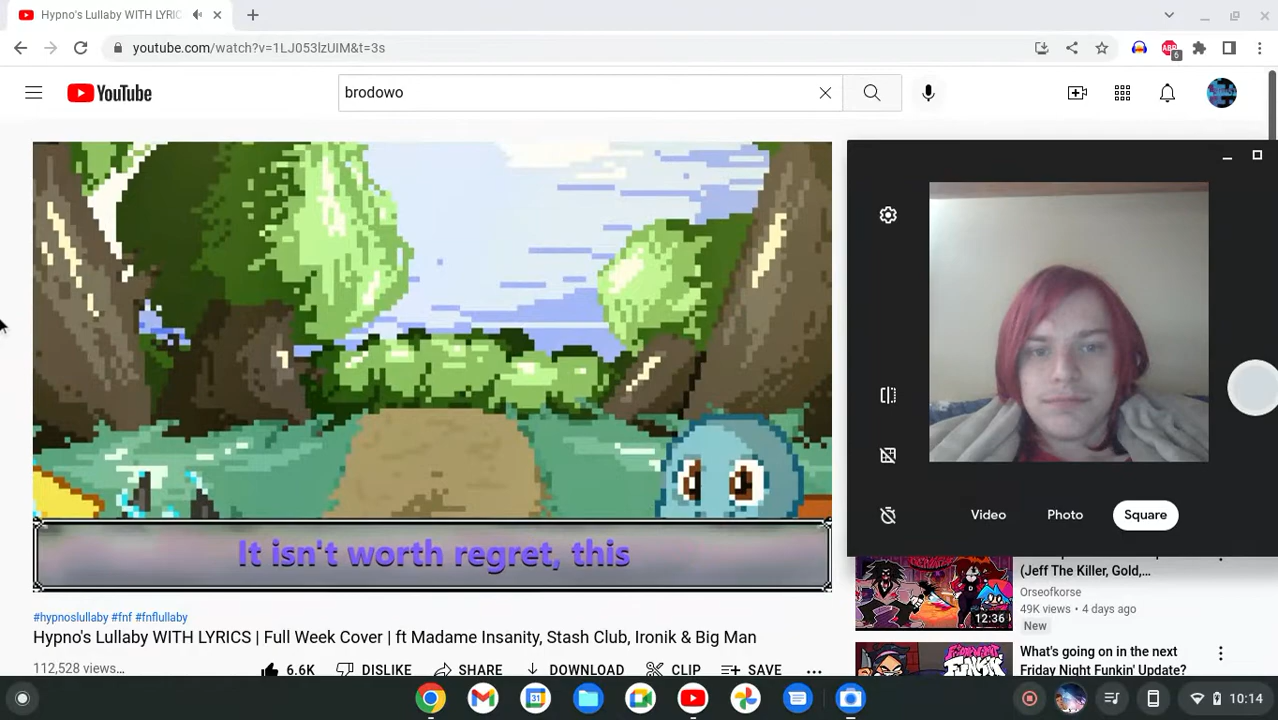 Hypno's Lullaby WITH LYRIC
youtube.com/watch?v=1LJ053lzUIM&t=3s
6
YouTube
brodowo
It isn't worth regret, this
#hypnoslullaby #fnf #fnflullaby
Hypno's Lullaby WITH LYRICS | Full Week Cover | ft Madame Insanity, Stash Club, Ironik & Big Man
112,528 views...
6.6K
DISLIKE
SHARE
DOWNLOAD
CLIP
SAVE
Video
Photo
Square
(Jeff The Killer, Gold,...
Orseofkorse
49K views • 4 days ago
New
12:36
What's going on in the next
Friday Night Funkin' Update?
31
10:14